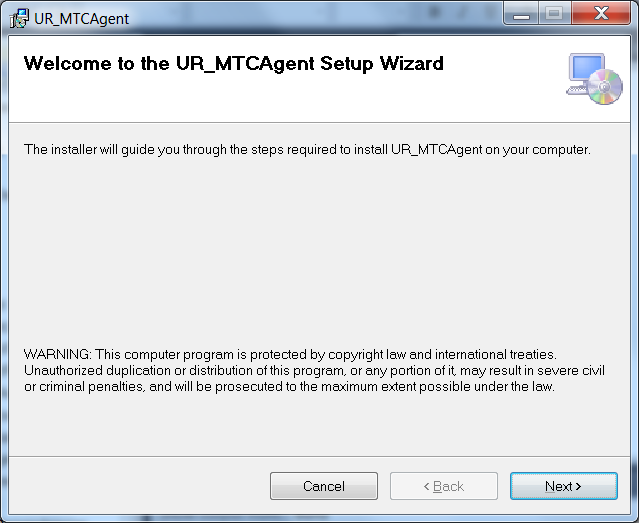 UR_MTCAgent
Welcome to the UR_MTCAgent Setup Wizard
The installer will guide you through the steps required to install UR_MTCAgent on your computer.
WARNING: This computer program is protected by copyright law and international treaties.
Unauthorized duplication or distribution of this program, or any portion of it, may result in severe civil
or criminal penalties, and will be prosecuted to the maximum extent possible under the law.
Cancel
< Back
Next >